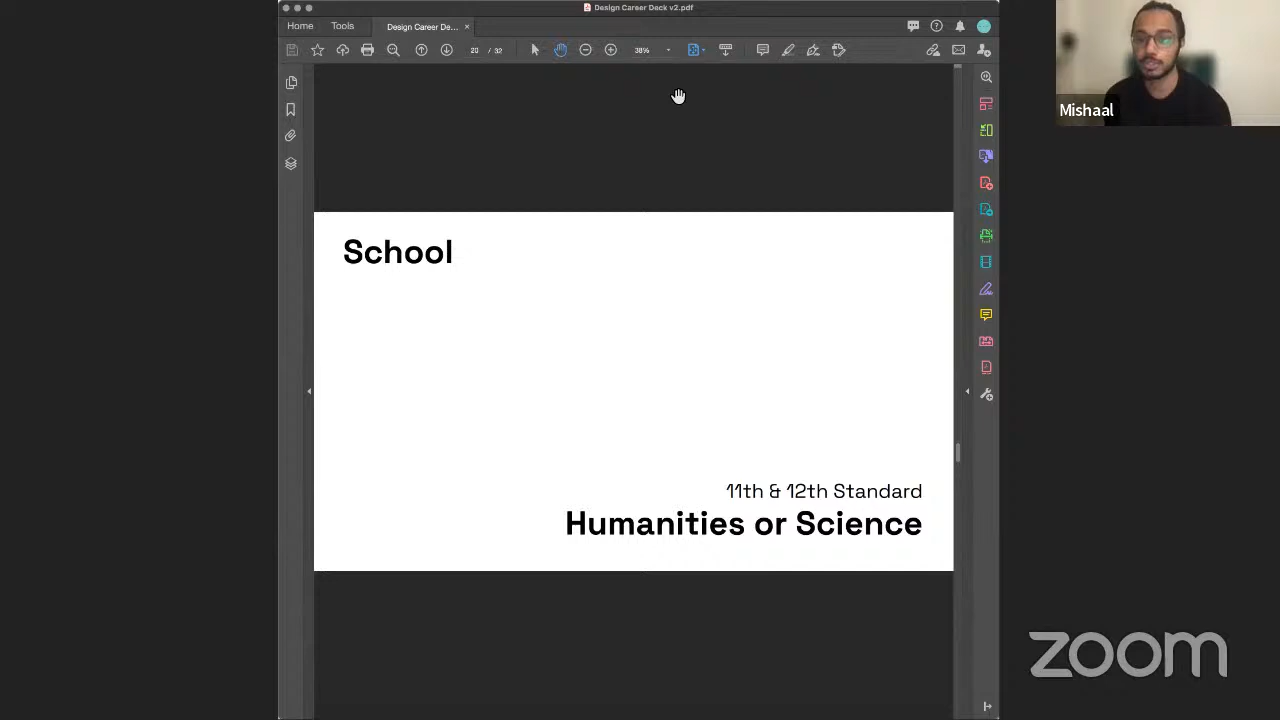 Design Career Deck v2.pdf
Home
Tools
Design Career De...
20 / 32
38%
Mishaal
School
11th & 12th Standard
Humanities or Science
zoom